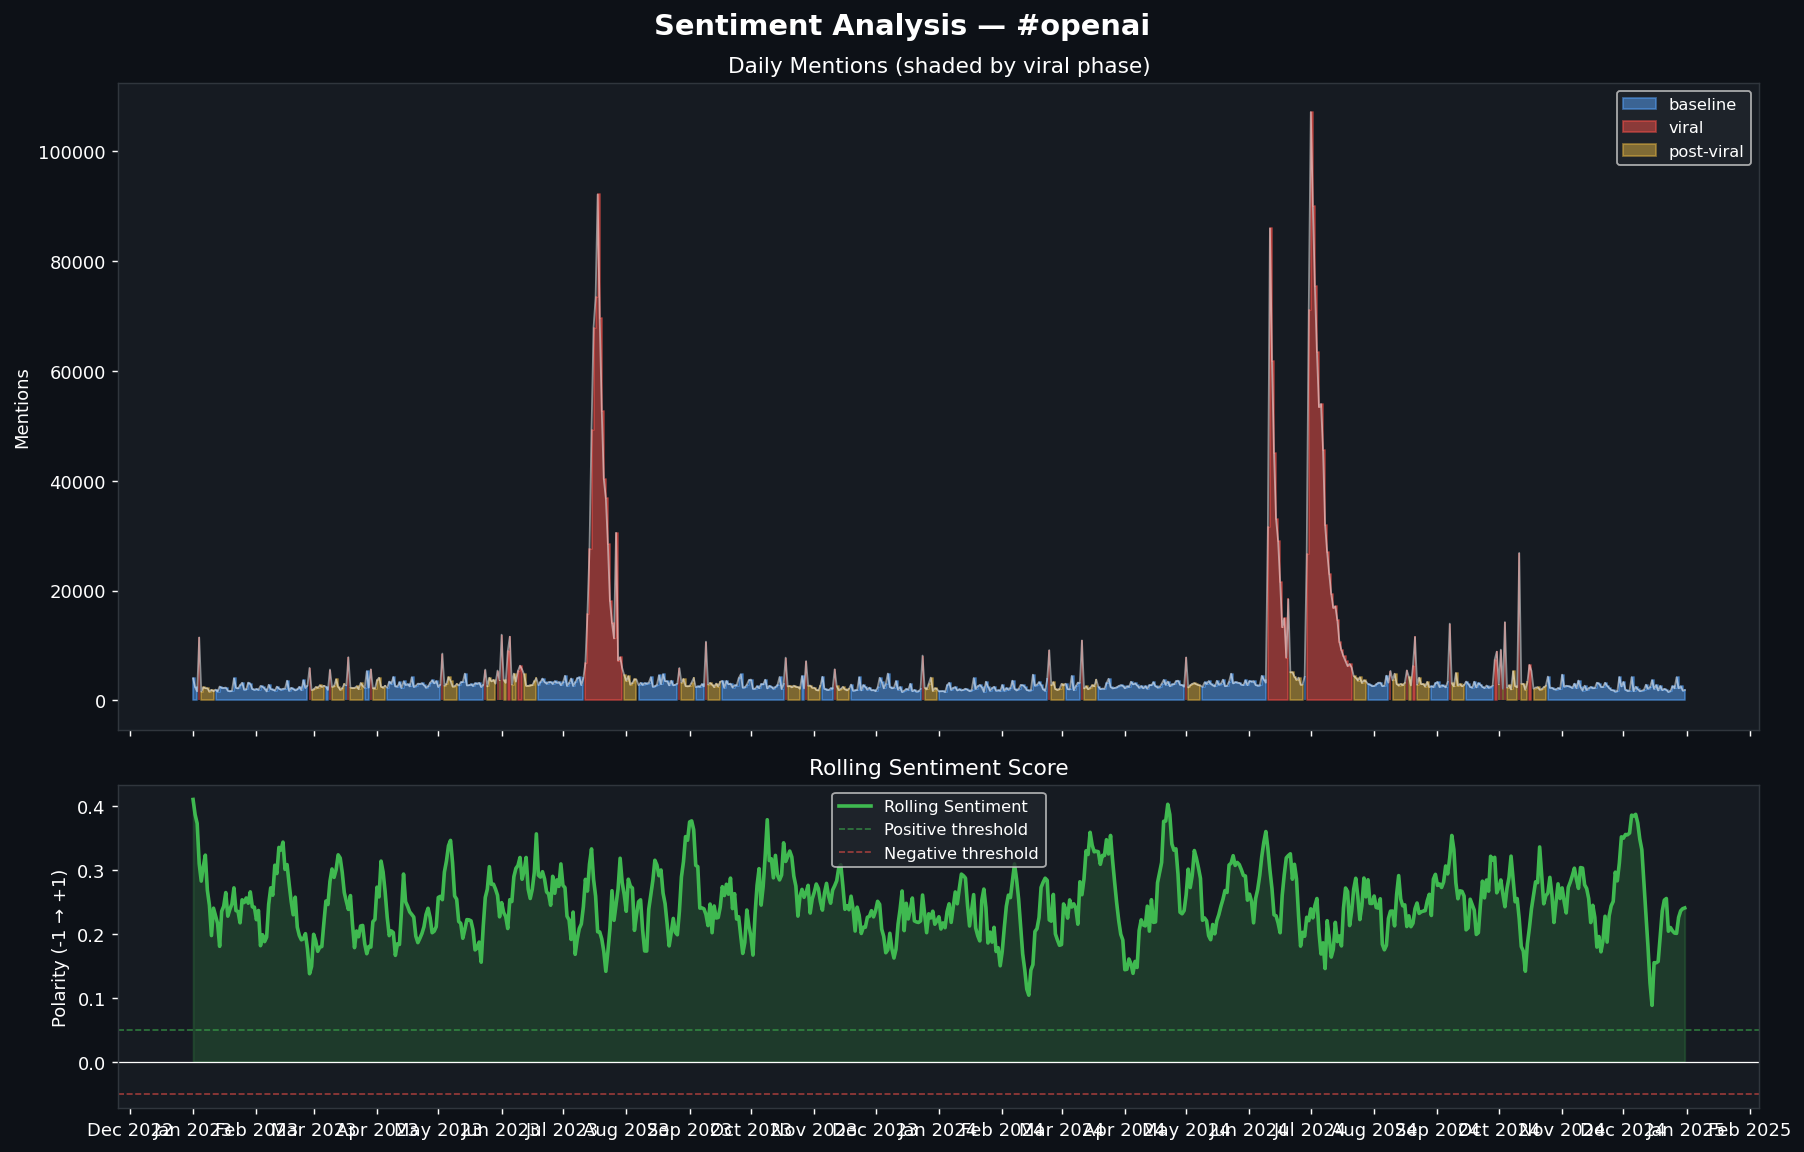 Sentiment Analysis — #openai
Daily Mentions (shaded by viral phase)
baseline
viral
post-viral
100000
80000
60000
40000
20000
0
Mentions
Rolling Sentiment Score
Rolling Sentiment
Positive threshold
Negative threshold
0.4
0.3
0.2
0.1
0.0
Polarity (-1 → +1)
Dec 2022 Jan 2023 Feb 2023 Mar 2023 Apr 2023 May 2023 Jun 2023 Jul 2023 Aug 2023 Sep 2023 Oct 2023 Nov 2023 Dec 2023 Jan 2024 Feb 2024 Mar 2024 Apr 2024 May 2024 Jun 2024 Jul 2024 Aug 2024 Sep 2024 Oct 2024 Nov 2024 Dec 2024 Jan 2025 Feb 2025